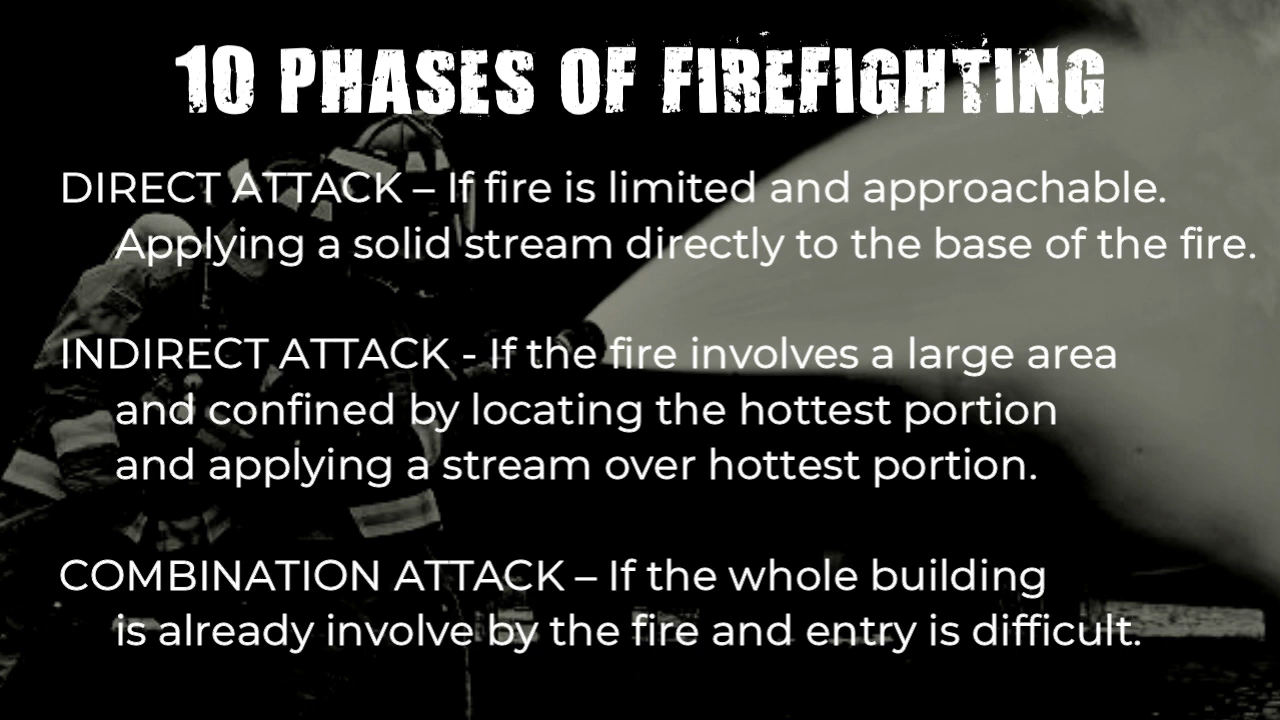 10 PHASES OF FIREFIGHTING
DIRECT ATTACK – If fire is limited and approachable.
Applying a solid stream directly to the base of the fire.
INDIRECT ATTACK - If the fire involves a large area
and confined by locating the hottest portion
and applying a stream over hottest portion.
COMBINATION ATTACK – If the whole building
is already involve by the fire and entry is difficult.